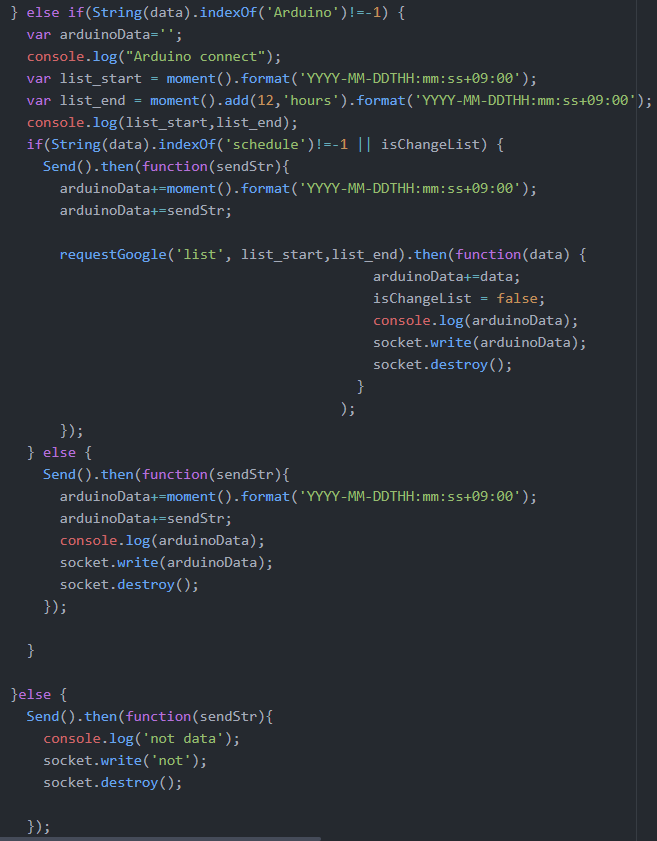 } else if(String(data).indexOf('Arduino')!=-1) {
var arduinoData='';
console.log("Arduino connect");
var list_start = moment().format('YYYY-MM-DDTHH:mm:ss+09:00');
var list_end = moment().add(12,'hours').format('YYYY-MM-DDTHH:mm:ss+09:00');
console.log(list_start,list_end);
if(String(data).indexOf('schedule')!=-1 || isChangeList) {
Send().then(function(sendStr){
arduinoData+=moment().format('YYYY-MM-DDTHH:mm:ss+09:00');
arduinoData+=sendStr;
requestGoogle('list', list_start,list_end).then(function(data) {
arduinoData+=data;
isChangeList = false;
console.log(arduinoData);
socket.write(arduinoData);
socket.destroy();
}
);
});
} else {
Send().then(function(sendStr){
arduinoData+=moment().format('YYYY-MM-DDTHH:mm:ss+09:00');
arduinoData+=sendStr;
console.log(arduinoData);
socket.write(arduinoData);
socket.destroy();
});
}
}else {
Send().then(function(sendStr){
console.log('not data');
socket.write('not');
socket.destroy();
});